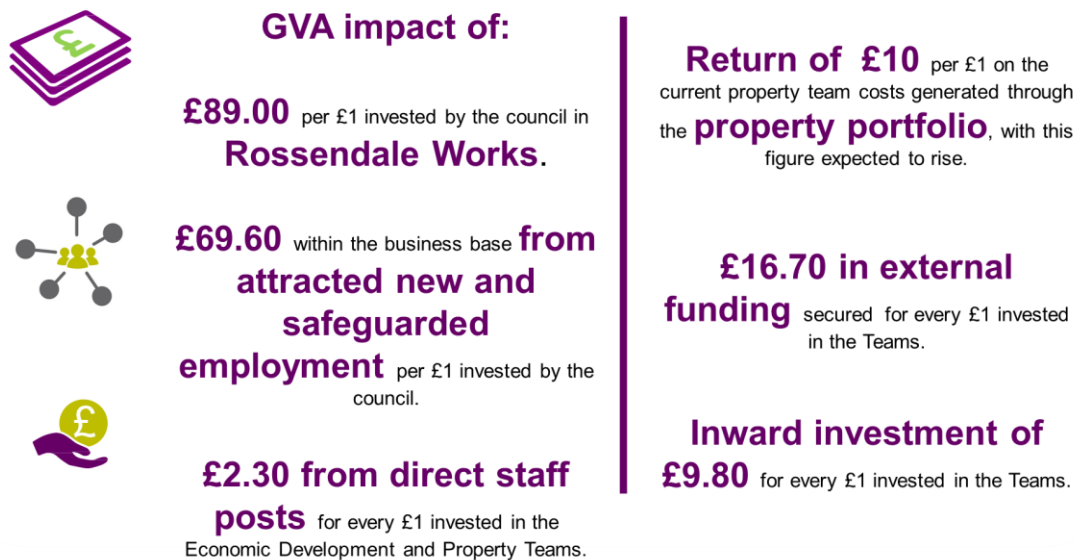 GVA impact of:
£89.00 per £1 invested by the council in
Rossendale Works.
£69.60 within the business base from
attracted new and
safeguarded
employment per £1 invested by the
council.
£2.30 from direct staff
posts for every £1 invested in the
Economic Development and Property Teams.
Return of £10 per £1 on the
current property team costs generated through
the property portfolio, with this
figure expected to rise.
£16.70 in external
funding secured for every £1 invested
in the Teams.
Inward investment of
£9.80 for every £1 invested in the Teams.
£
£